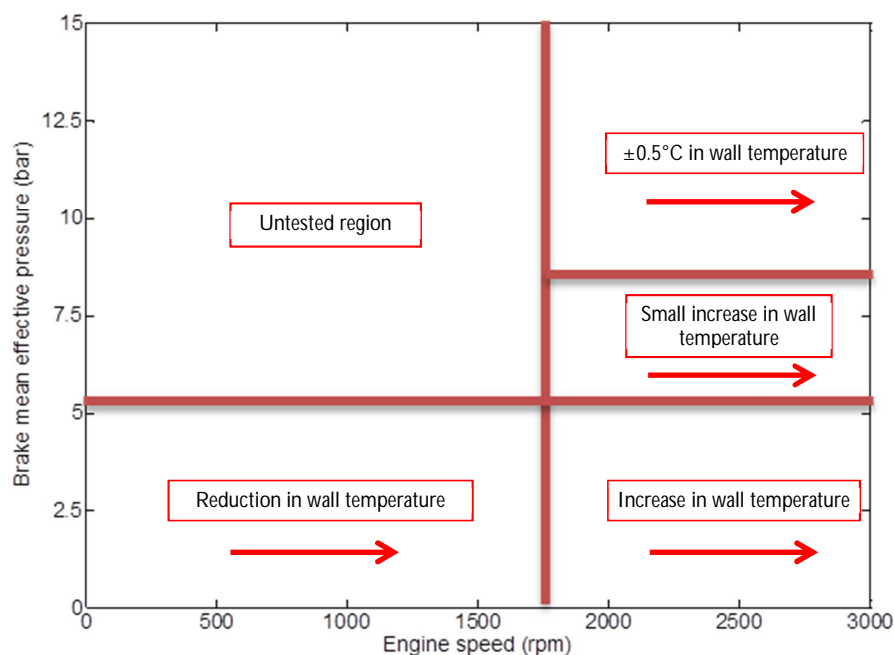 15
12.5
10
7.5
5
2.5
0
Brake mean effective pressure (bar)
±0.5°C in wall temperature
Untested region
Small increase in wall
temperature
Reduction in wall temperature
Increase in wall temperature
0 500 1000 1500 2000 2500 3000
Engine speed (rpm)